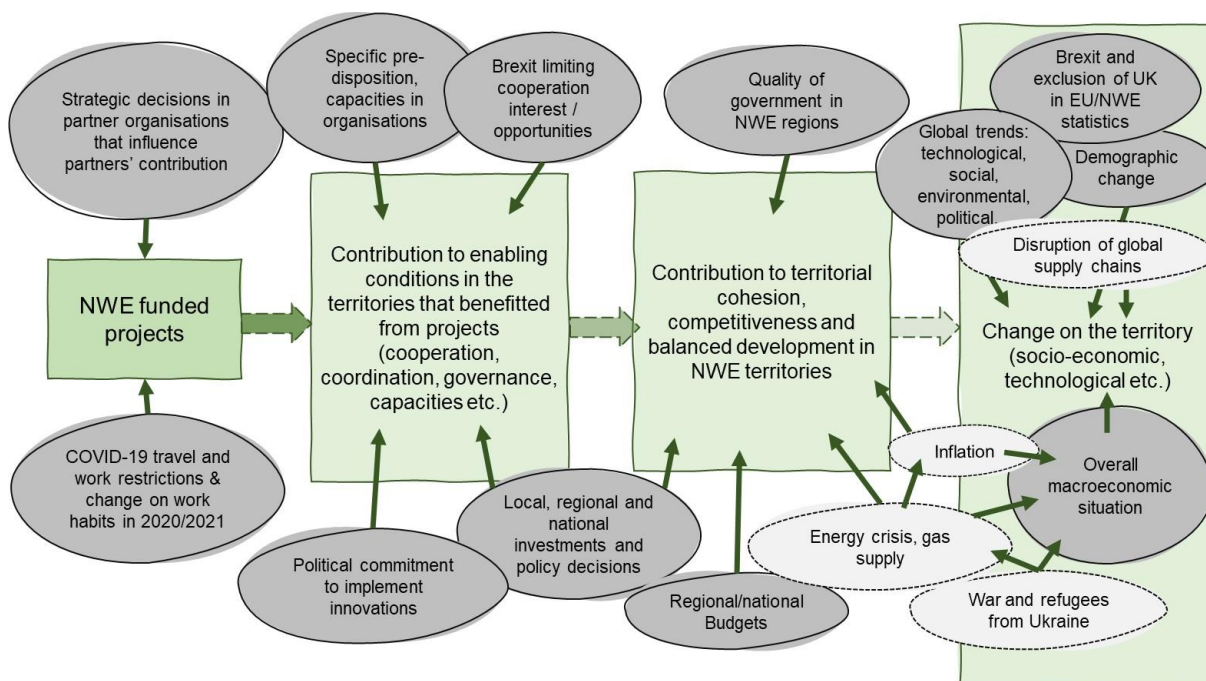 Strategic decisions in
partner organisations
that influence
partners’ contribution
Specific pre-
disposition,
capacities in
organisations
Brexit limiting
cooperation
interest /
opportunities
Quality of
government in
NWE regions
Brexit and
exclusion of UK
in EU/NWE
statistics
Global trends:
technological,
social,
environmental,
political.
Demographic
change
Disruption of global
supply chains
NWE funded
projects
Contribution to enabling
conditions in the
territories that benefitted
from projects
(cooperation,
coordination, governance,
capacities etc.)
Contribution to territorial
cohesion,
competitiveness and
balanced development in
NWE territories
Change on the territory
(socio-economic,
technological etc.)
COVID-19 travel and
work restrictions &
change on work
habits in 2020/2021
Political commitment
to implement
innovations
Local, regional and
national
investments and
policy decisions
Regional/national
Budgets
Inflation
Energy crisis, gas
supply
Overall
macroeconomic
situation
War and refugees
from Ukraine